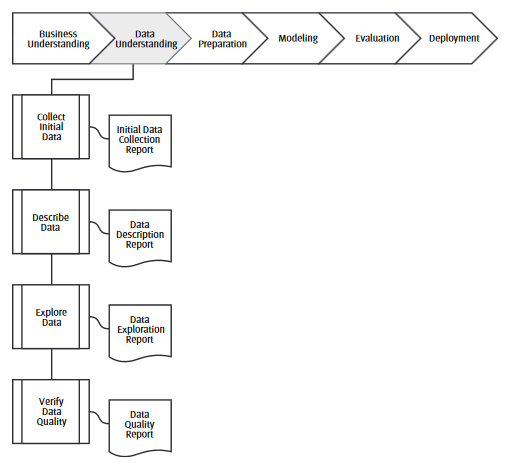 Business
Understanding
Data
Understanding
Data
Preparation
Modeling
Evaluation
Deployment
Collect
Initial
Data
Initial Data
Collection
Report
Describe
Data
Data
Description
Report
Explore
Data
Data
Exploration
Report
Verify
Data
Quality
Data
Quality
Report